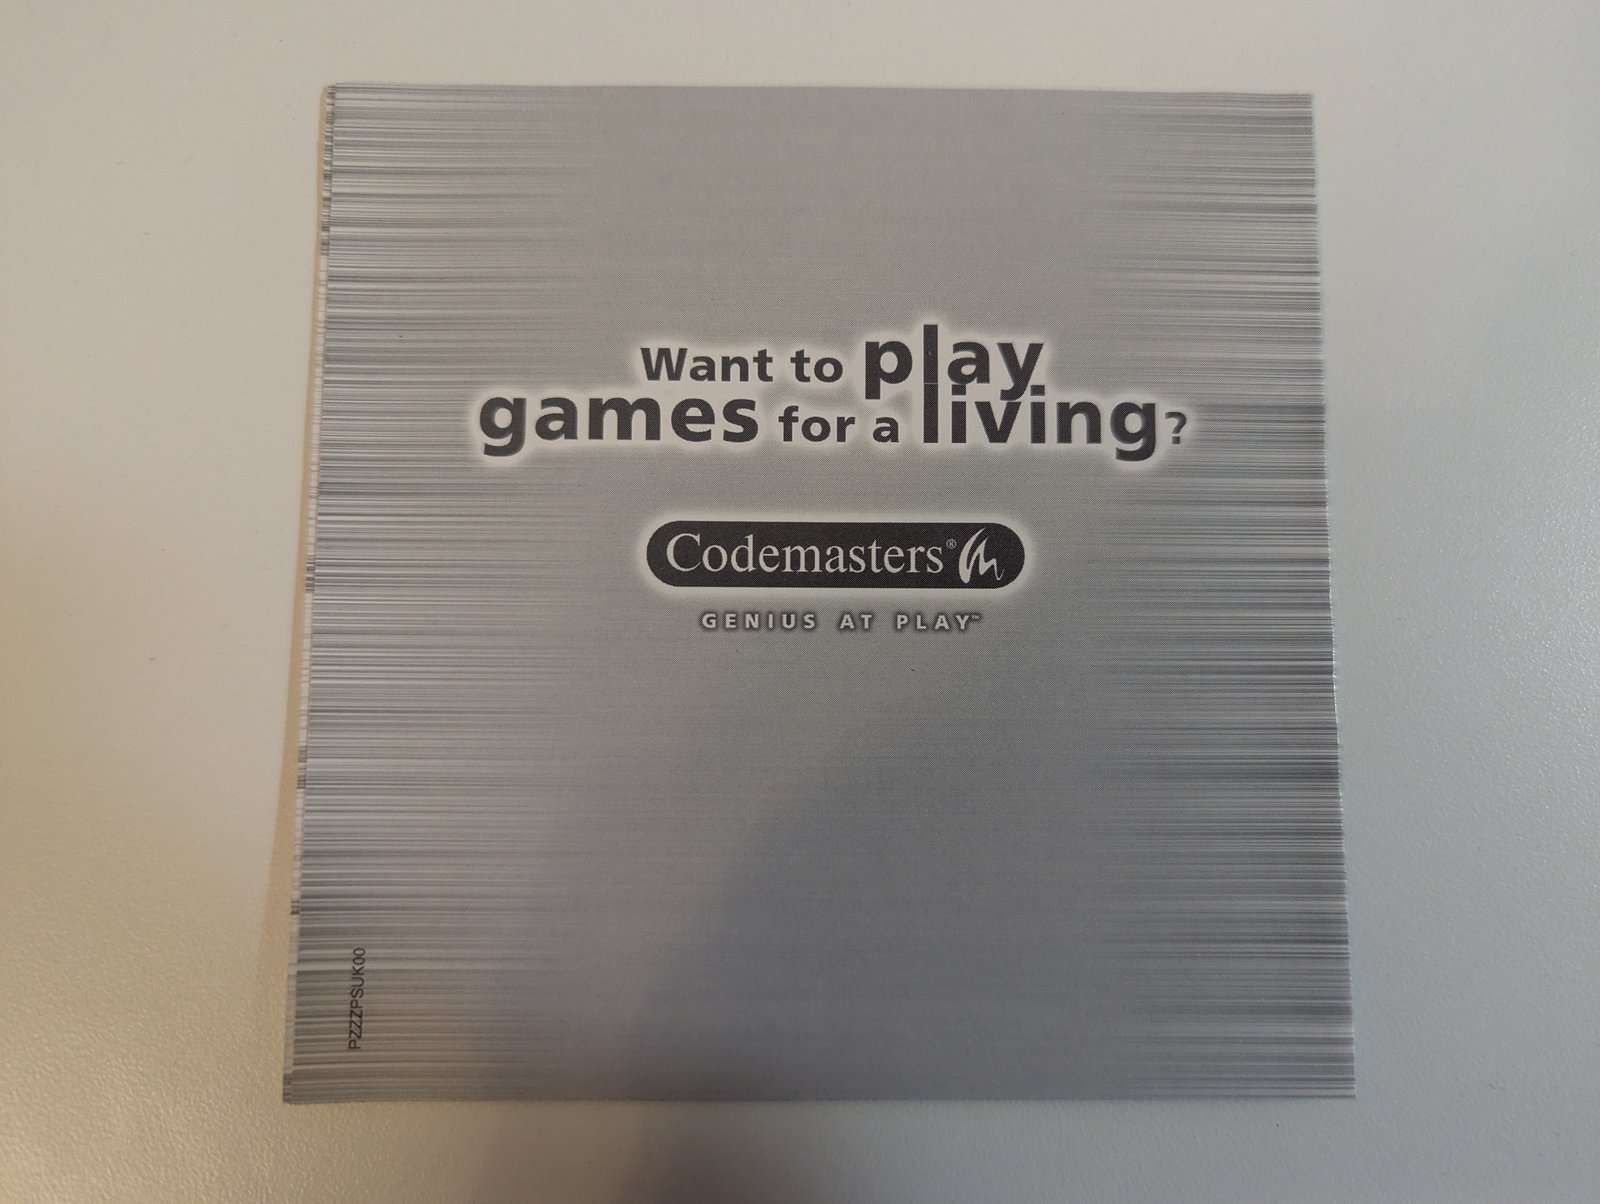 Want to play
games for a living?
Codemasters®
GENIUS AT PLAY™
PZZZPSUK00